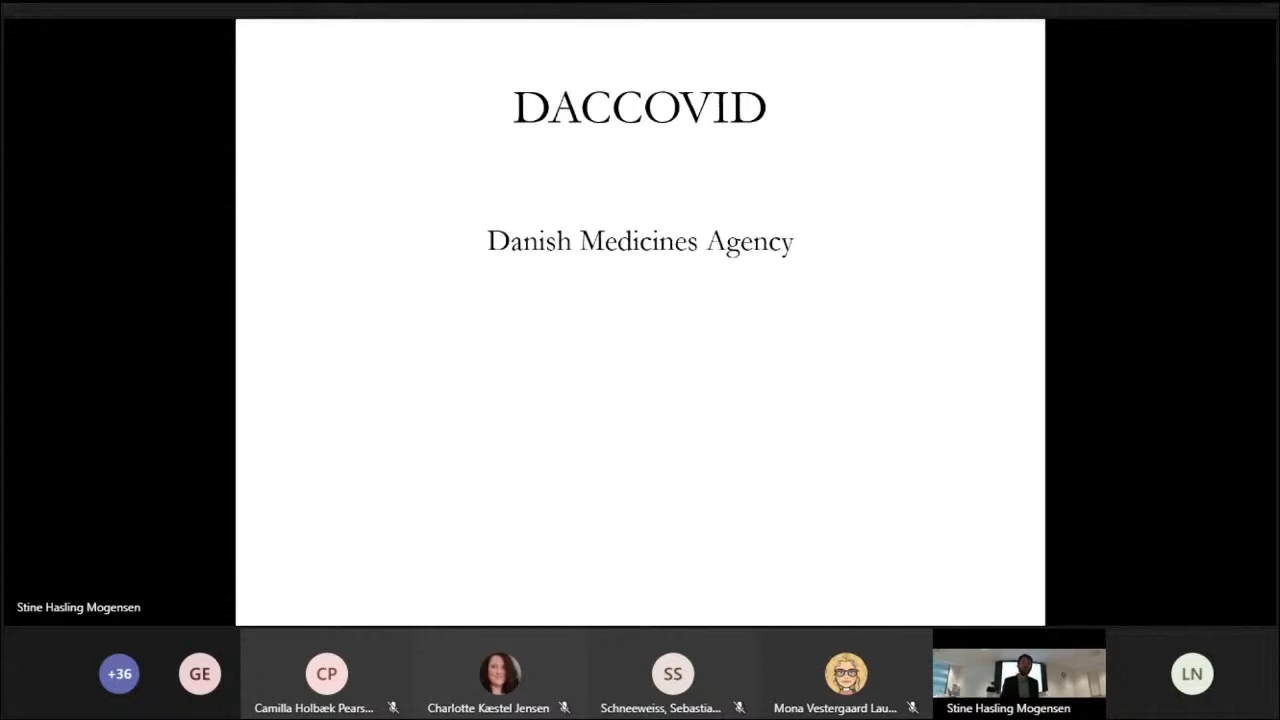 DACCOVID
Danish Medicines Agency
Stine Hasling Mogensen
+36
GE
CP
Camilla Holbæk Pears...
Charlotte Kæstel Jensen
SS
Schneeweiss, Sebastia...
Mona Vestergaard Lau...
Stine Hasling Mogensen
LN